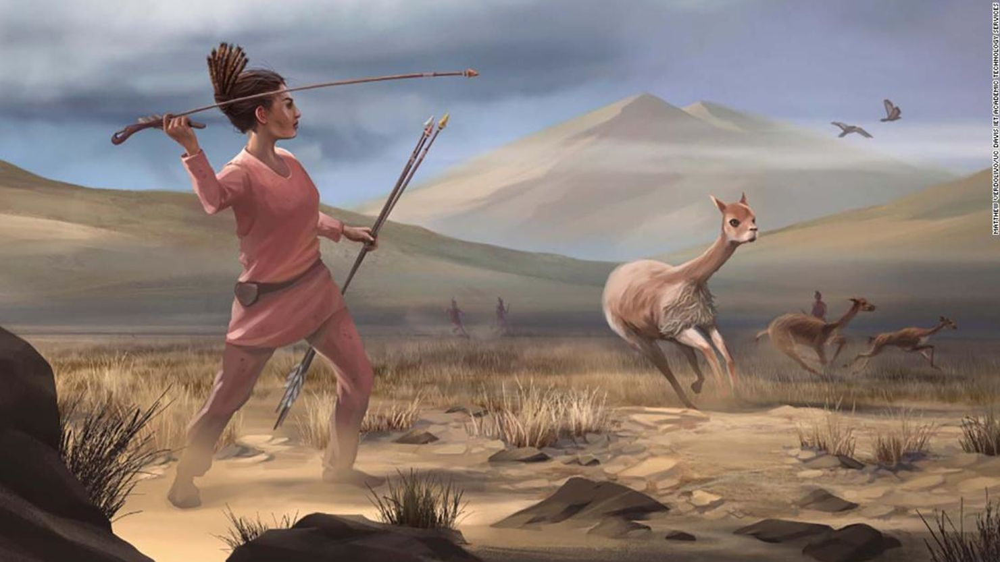 MATTHEW VERDOLIVO/UC DAVIS IET ACADEMIC TECHNOLOGY SERVICES